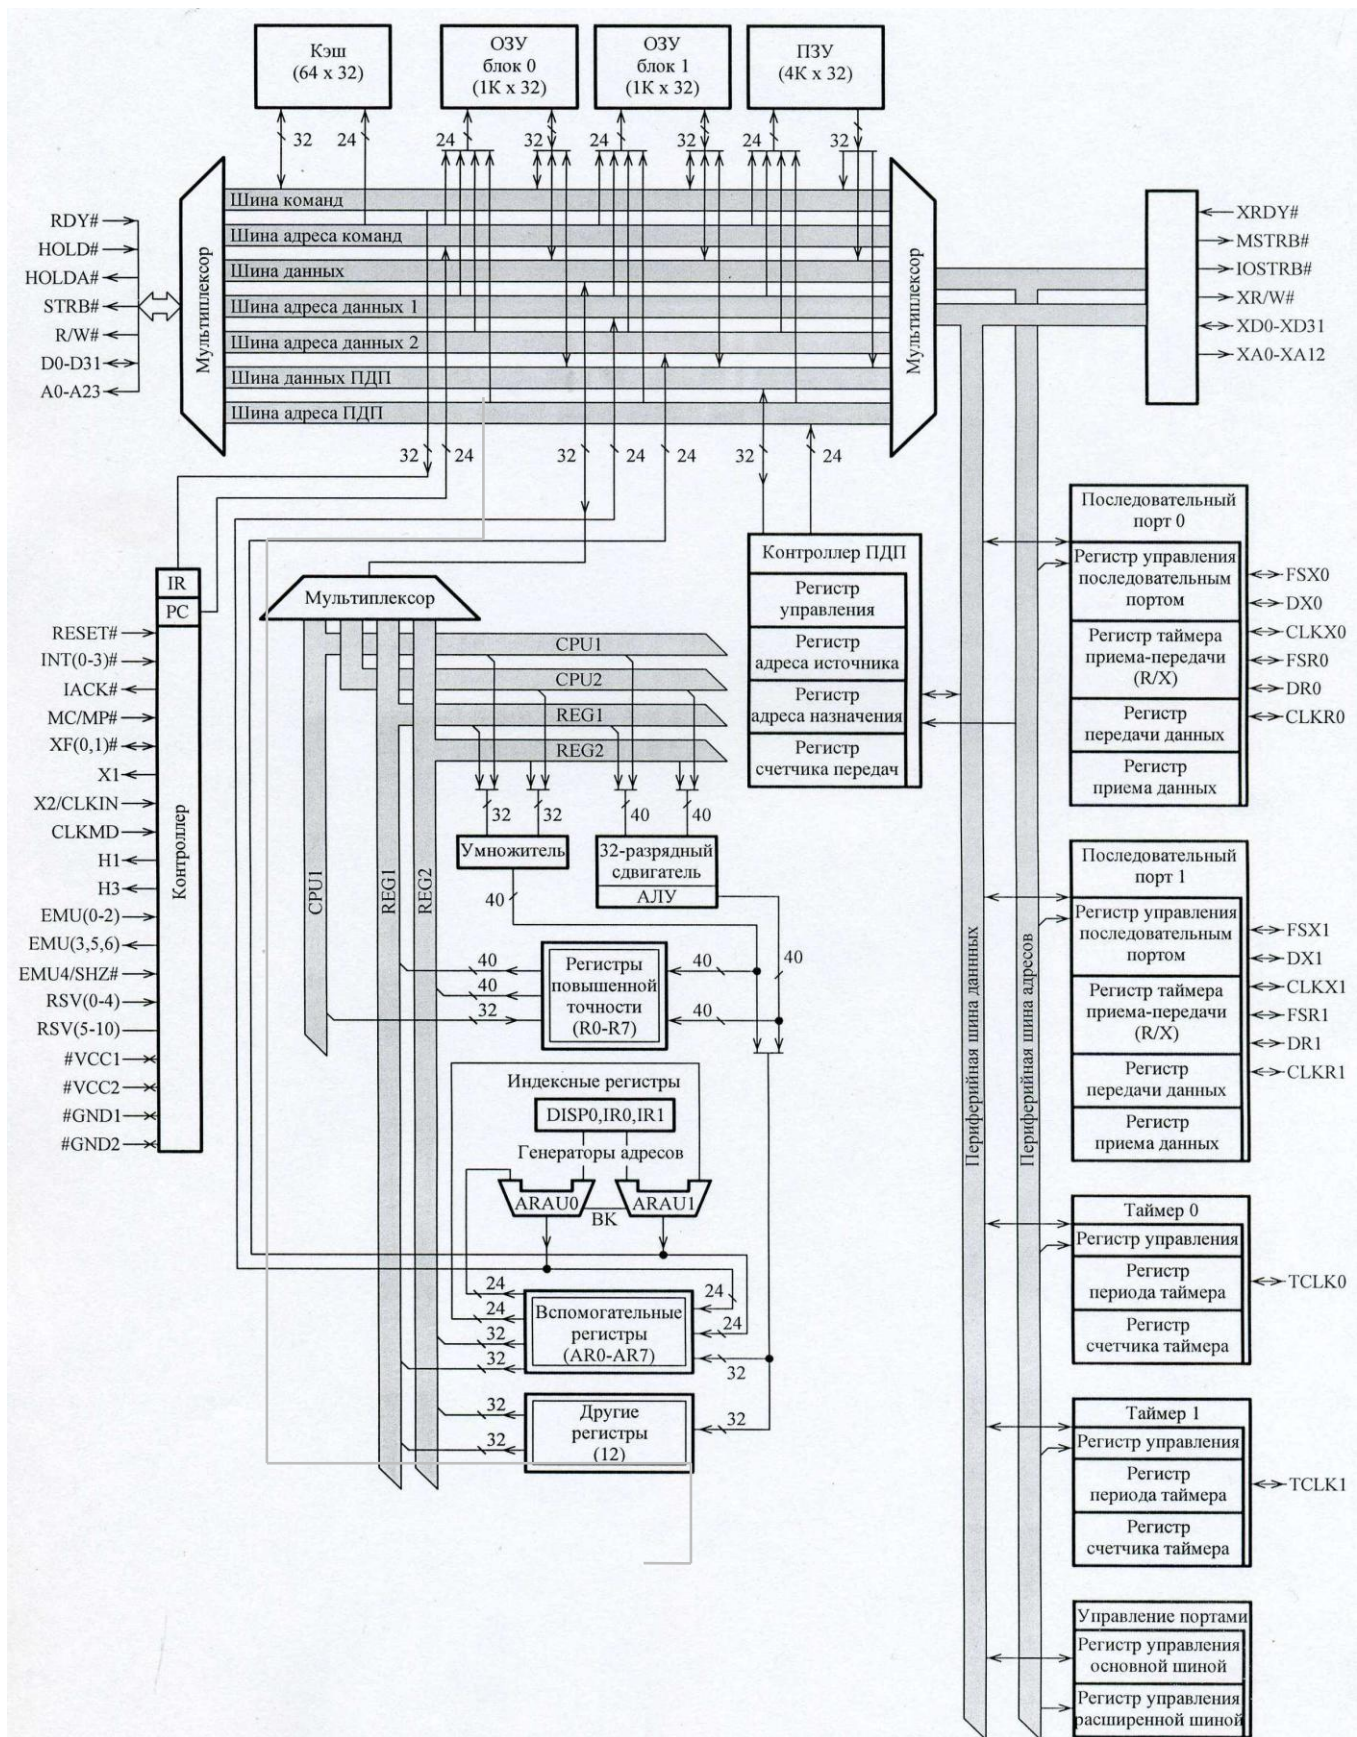 Кэш
(64 x 32)
ОЗУ
блок 0
(1К x 32)
ОЗУ
блок 1
(1К x 32)
ПЗУ
(4К x 32)
32
24
24
32
24
32
24
32
Мультиплексор
Шина команд
Шина адреса команд
Шина данных
Шина адреса данных 1
Шина адреса данных 2
Шина данных ПДП
Шина адреса ПДП
Мультиплексор
RDY#
HOLD#
HOLDA#
STRB#
R/W#
D0-D31
A0-A23
XRDY#
MSTRB#
IOSTRB#
XR/W#
XD0-XD31
XA0-XA12
32
24
32
24
24
32
24
IR
PC
Контроллер
RESET#
INT(0-3)#
IACK#
MC/MP#
XF(0,1)#
X1
X2/CLKIN
CLKMD
H1
H3
EMU(0-2)
EMU(3,5,6)
EMU4/SHZ#
RSV(0-4)
RSV(5-10)
#VCC1
#VCC2
#GND1
#GND2
Мультиплексор
CPU1
CPU2
REG1
REG2
CPU1
REG1
REG2
32
32
40
40
Умножитель
32-разрядный
сдвигатель
АЛУ
40
40
Регистры
повышенной
точности
(R0-R7)
40
40
32
40
40
Индексные регистры
DISP0,IR0,IR1
Генераторы адресов
ARAU0
ARAU1
BK
Вспомогательные
регистры
(AR0-AR7)
24
24
32
32
24
24
32
Другие
регистры
(12)
32
32
32
Контроллер ПДП
Регистр
управления
Регистр
адреса источника
Регистр
адреса назначения
Регистр
счетчика передач
Периферийная шина данных
Периферийная шина адресов
Последовательный
порт 0
Регистр управления
последовательным
портом
Регистр таймера
приема-передачи
(R/X)
Регистр
передачи данных
Регистр
приема данных
FSX0
DX0
CLKX0
FSR0
DR0
CLKR0
Последовательный
порт 1
Регистр управления
последовательным
портом
Регистр таймера
приема-передачи
(R/X)
Регистр
передачи данных
Регистр
приема данных
FSX1
DX1
CLKX1
FSR1
DR1
CLKR1
Таймер 0
Регистр управления
Регистр
периода таймера
Регистр
счетчика таймера
TCLK0
Таймер 1
Регистр управления
Регистр
периода таймера
Регистр
счетчика таймера
TCLK1
Управление портами
Регистр управления
основной шиной
Регистр управления
расширенной шиной